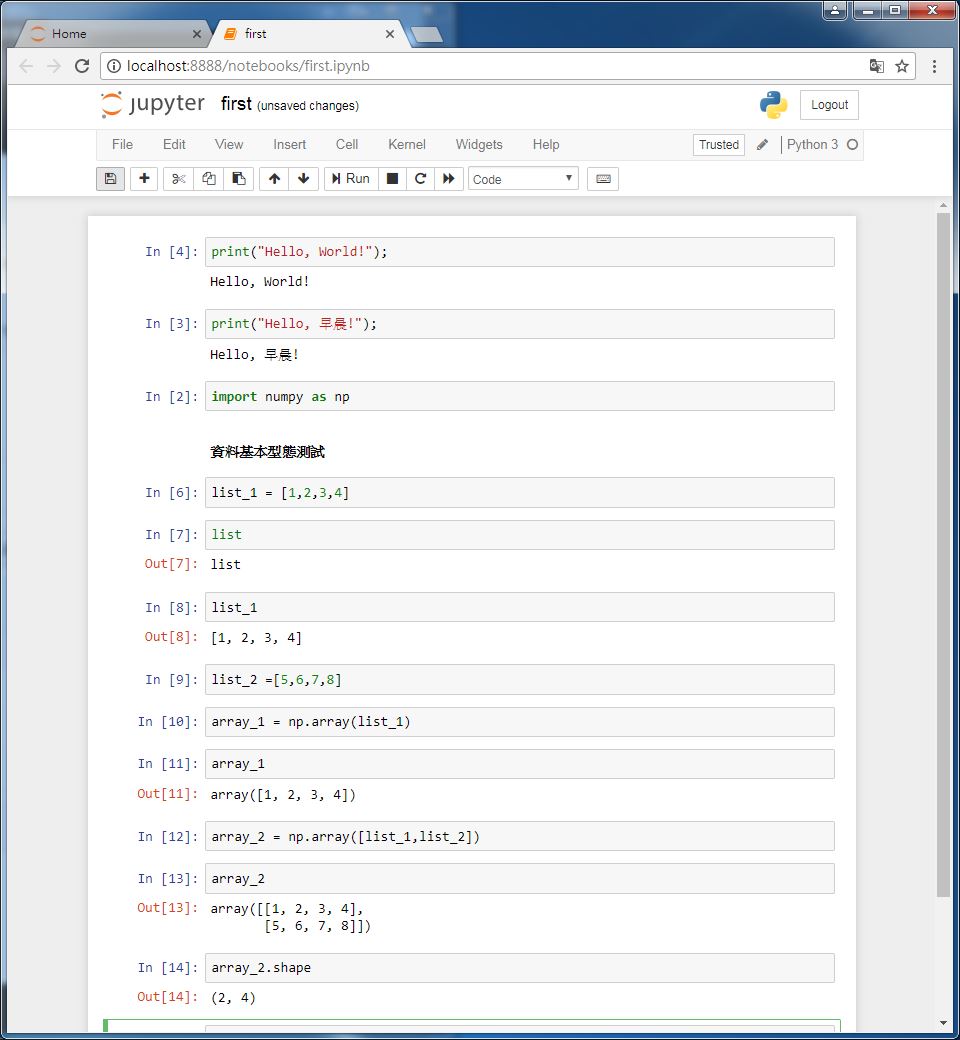 Home
first
localhost:8888/notebooks/first.ipynb
jupyter first (unsaved changes)
Logout
File Edit View Insert Cell Kernel Widgets Help Trusted Python 3
Run Code
In [4]: print("Hello, World!");
Hello, World!
In [3]: print("Hello, 早晨!");
Hello, 早晨!
In [2]: import numpy as np
資料基本型態測試
In [6]: list_1 = [1,2,3,4]
In [7]: list
Out[7]: list
In [8]: list_1
Out[8]: [1, 2, 3, 4]
In [9]: list_2 =[5,6,7,8]
In [10]: array_1 = np.array(list_1)
In [11]: array_1
Out[11]: array([1, 2, 3, 4])
In [12]: array_2 = np.array([list_1,list_2])
In [13]: array_2
Out[13]: array([[1, 2, 3, 4],
[5, 6, 7, 8]])
In [14]: array_2.shape
Out[14]: (2, 4)